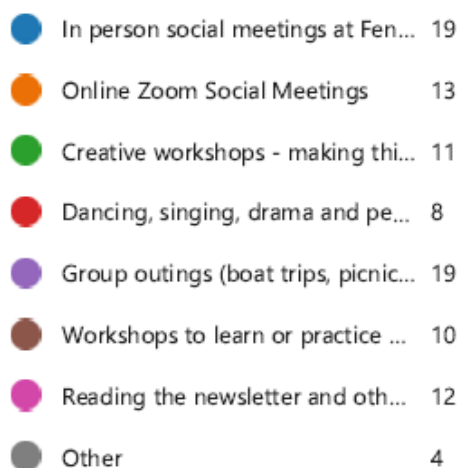 In person social meetings at Fen... 19
Online Zoom Social Meetings 13
Creative workshops - making thi... 11
Dancing, singing, drama and pe... 8
Group outings (boat trips, picnic... 19
Workshops to learn or practice ... 10
Reading the newsletter and oth... 12
Other 4